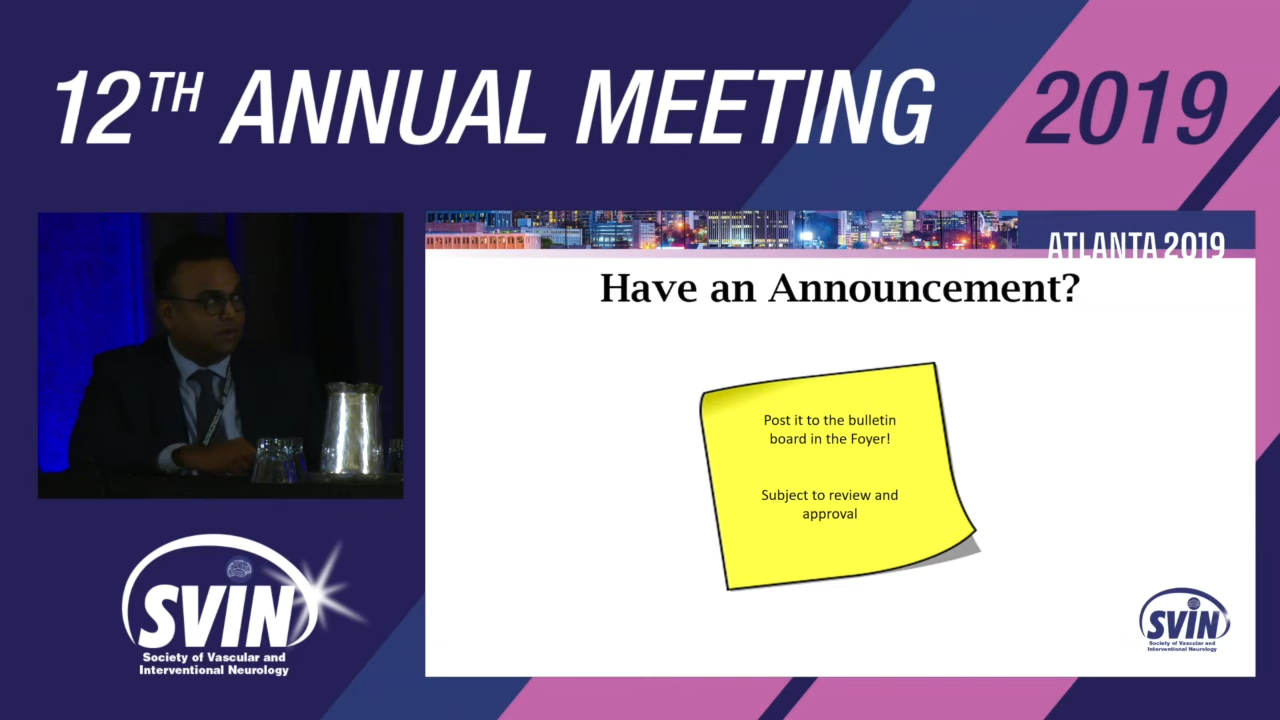 12TH ANNUAL MEETING 2019
ATLANTA 2019
Have an Announcement?
Post it to the bulletin
board in the Foyer!
Subject to review and
approval
SVIN
Society of Vascular and
Interventional Neurology
SVIN
Society of Vascular and
Interventional Neurology